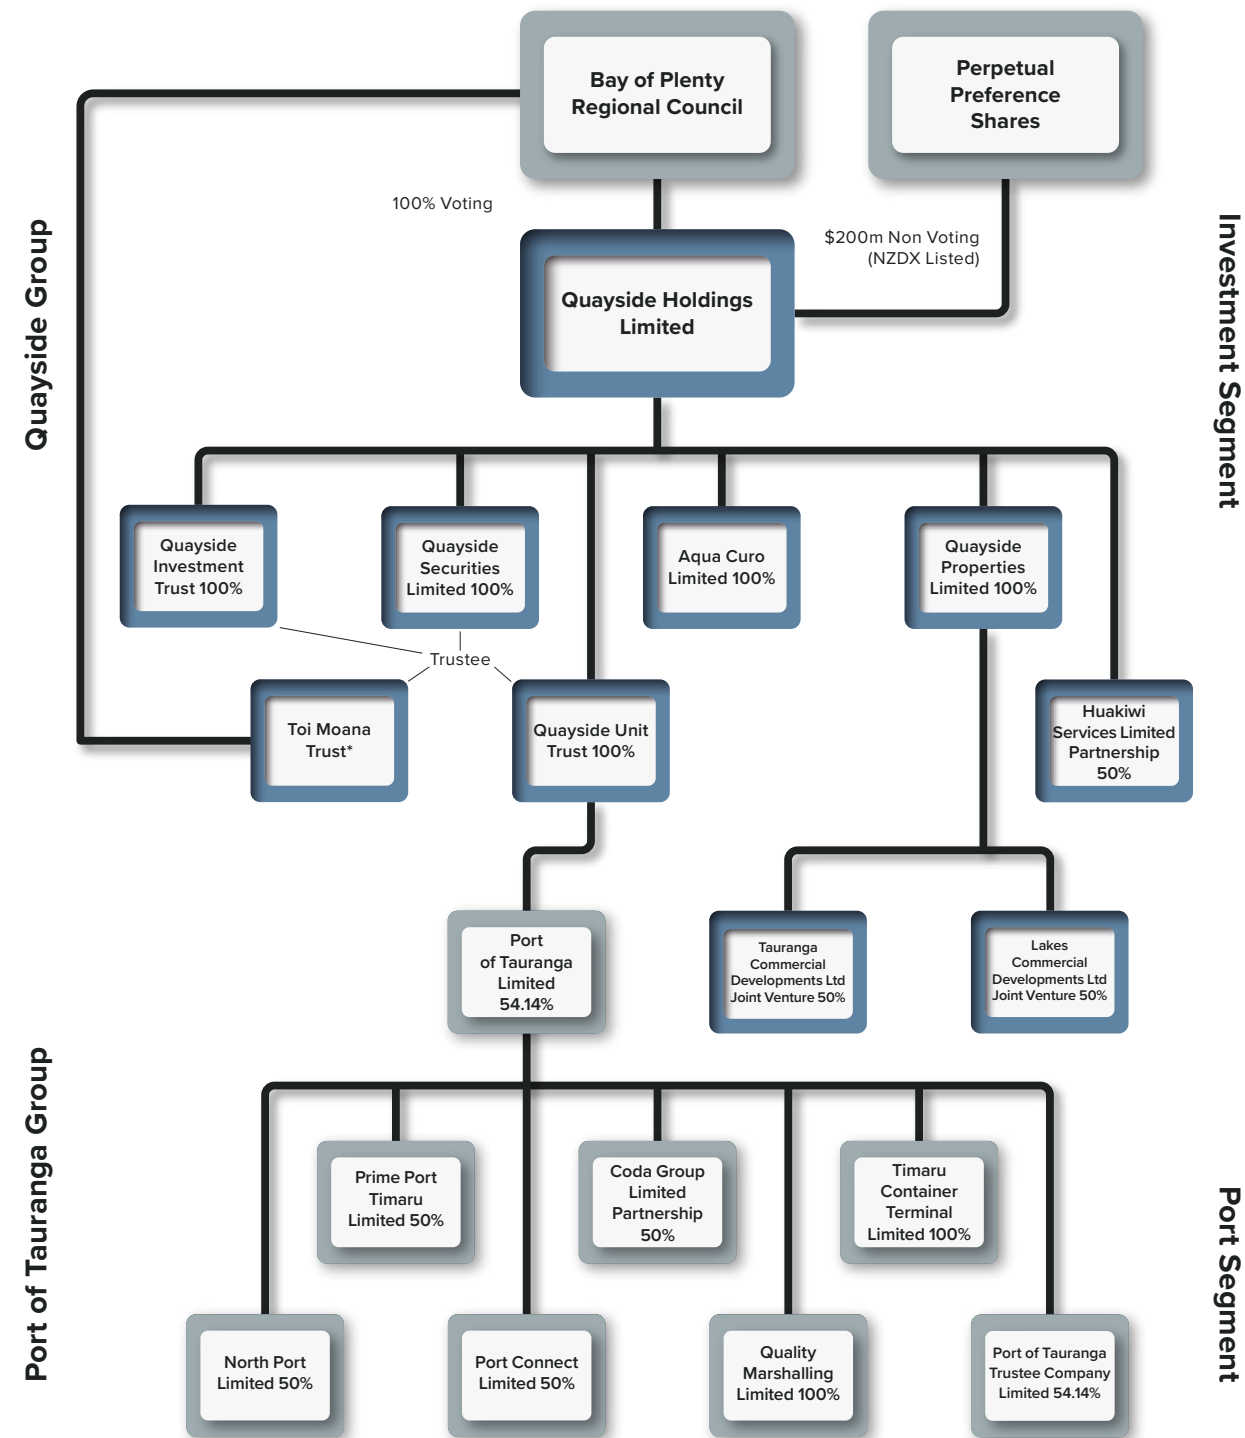 Bay of Plenty
Regional Council
Perpetual
Preference
Shares
100% Voting
$200m Non Voting
(NZDX Listed)
Quayside Group
Investment Segment
Quayside Holdings
Limited
Quayside
Investment
Trust 100%
Quayside
Securities
Limited 100%
Aqua Curo
Limited 100%
Quayside
Properties
Limited 100%
Trustee
Toi Moana
Trust*
Quayside Unit
Trust 100%
Huakiwi
Services Limited
Partnership
50%
Port
of Tauranga
Limited
54.14%
Tauranga
Commercial
Developments Ltd
Joint Venture 50%
Lakes
Commercial
Developments Ltd
Joint Venture 50%
Port of Tauranga Group
Port Segment
Prime Port
Timaru
Limited 50%
Coda Group
Limited
Partnership
50%
Timaru
Container
Terminal
Limited 100%
North Port
Limited 50%
Port Connect
Limited 50%
Quality
Marshalling
Limited 100%
Port of Tauranga
Trustee Company
Limited 54.14%